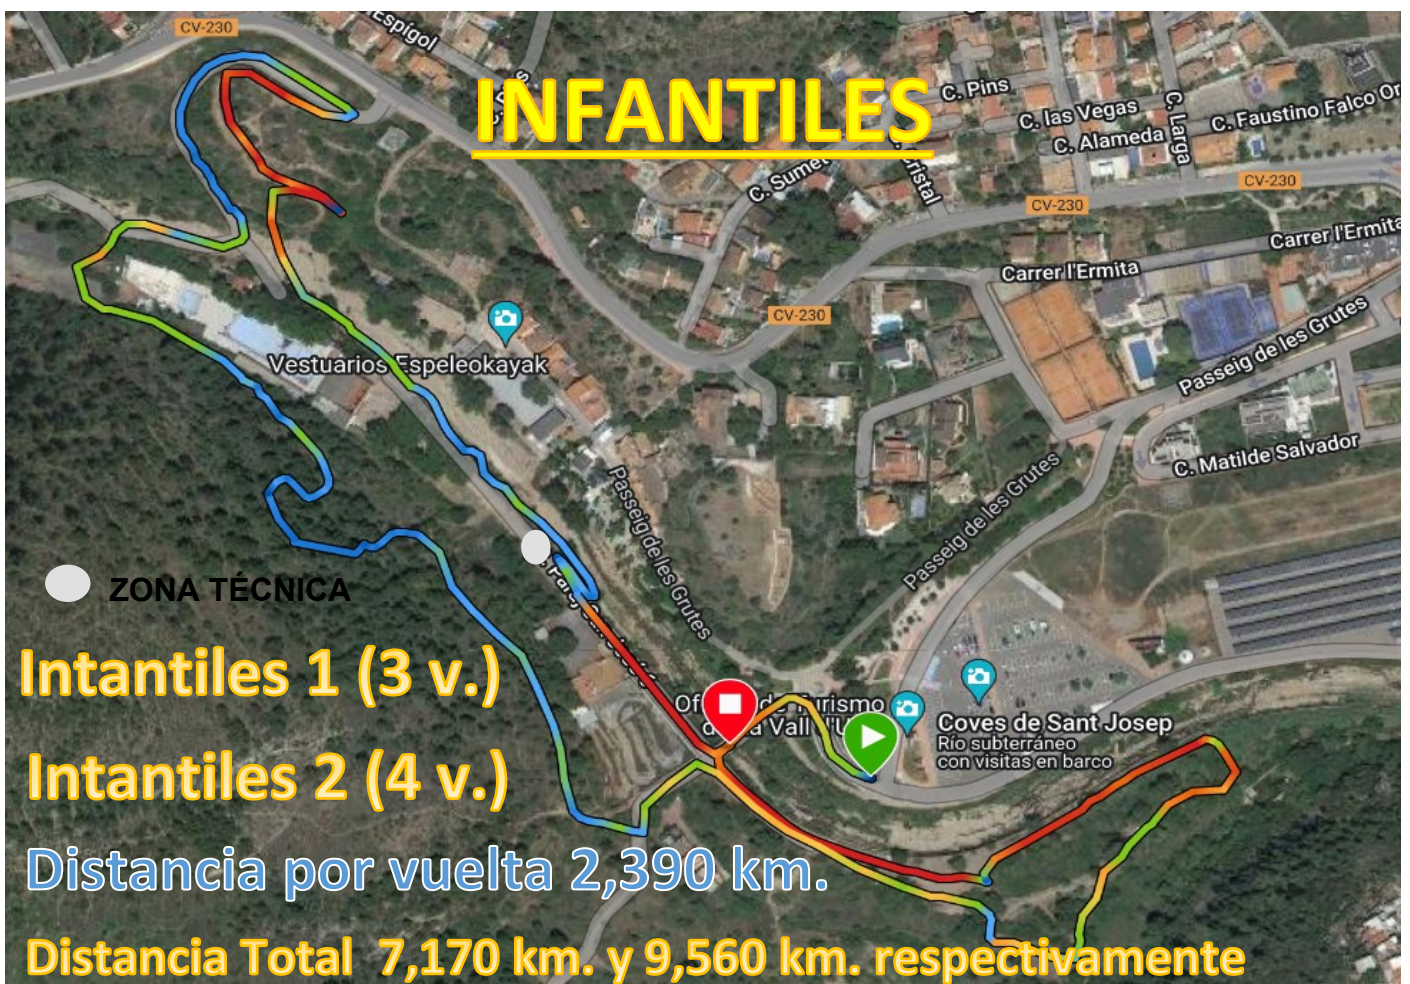 CV-230
Espígol
INFANTILES
C. Pins
C. las Vegas
C. Larga
C. Alameda
C. Faustino Falco Or
C. Sumet
CV-230
CV-230
Carrer l'Ermita
Carrer l'Ermita
CV-230
Passeig de les Grutes
Vestuarios Espeleokayak
C. Matilde Salvador
Passeig de les Grutes
Passeig de les Grutes
ZONA TÉCNICA
Intantiles 1 (3 v.)
Turismo
Coves de Sant Josep
Río subterráneo
con visitas en barco
Intantiles 2 (4 v.)
Distancia por vuelta 2,390 km.
Distancia Total 7,170 km. y 9,560 km. respectivamente